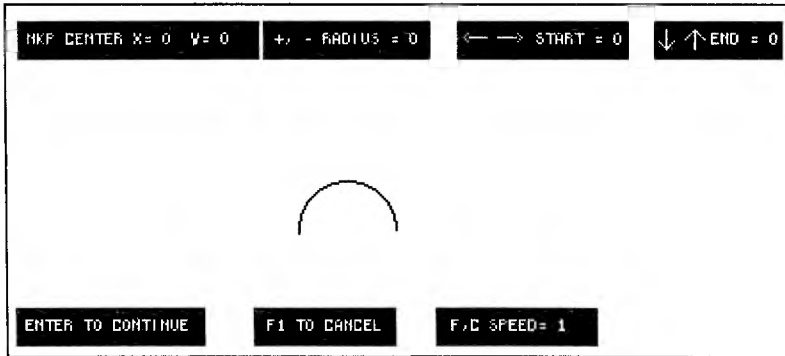 NKP CENTER X= 0 Y= 0 +, - RADIUS = 0 ← → START = 0 ↓ ↑ END = 0
ENTER TO CONTINUE F1 TO CANCEL F,C SPEED= 1